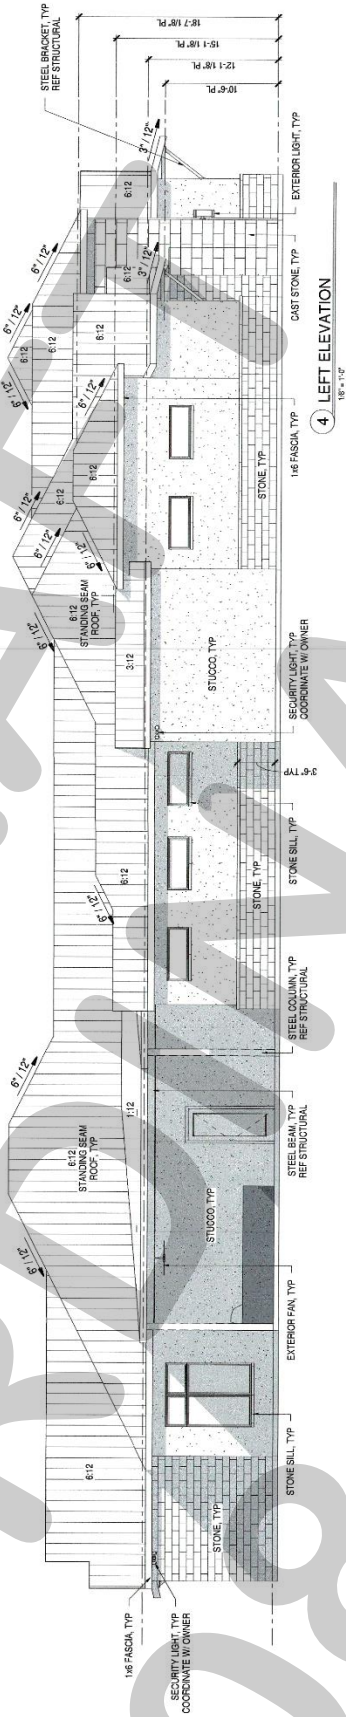 STEEL BRACKET, TYP
REF STRUCTURAL
18'-7 1/8" PL
15'-1 1/8" PL
12'-1 1/8" PL
10'-6" PL
6" / 12"
6" / 12"
6" / 12"
6" / 12"
6" / 12"
6" / 12"
6" / 12"
6" / 12"
6" / 12"
6" / 12"
6" / 12"
3" / 12"
3" / 12"
6:12
6:12
6:12
6:12
6:12
6:12
6:12
STANDING SEAM
ROOF, TYP
3:12
6:12
1:12
6:12
STANDING SEAM
ROOF, TYP
6:12
STUCCO, TYP
STUCCO, TYP
STONE, TYP
STONE, TYP
STONE, TYP
3'-6" TYP
1x6 FASCIA, TYP
SECURITY LIGHT, TYP
COORDINATE W/ OWNER
STONE SILL, TYP
EXTERIOR FAN, TYP
STEEL BEAM, TYP
REF STRUCTURAL
STEEL COLUMN, TYP
REF STRUCTURAL
STONE SILL, TYP
SECURITY LIGHT, TYP
COORDINATE W/ OWNER
1x6 FASCIA, TYP
CAST STONE, TYP
EXTERIOR LIGHT, TYP
4 LEFT ELEVATION
1/8" = 1'-0"